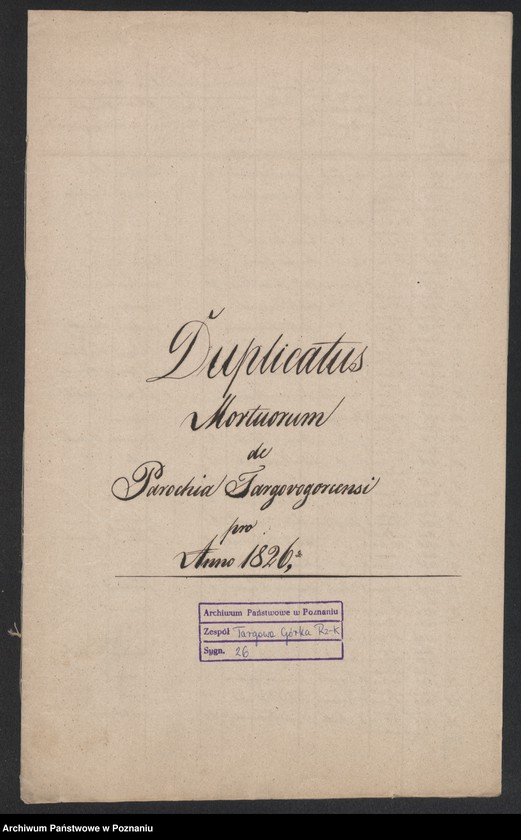 Duplicatus
Mortuorum
de
Parochia Targovogorcensi
pro
Anno 1826,
Archiwum Państwowe w Poznaniu
Zespół Targowa Górka Rz-K
Sygn. 26
Archiwum Państwowe w Poznaniu